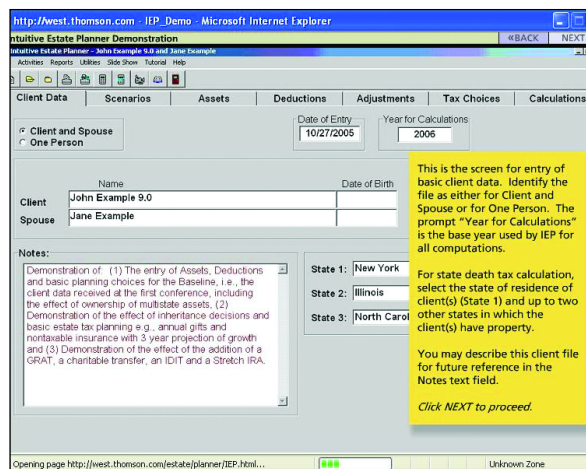 http://west.thomson.com - IEP_Demo - Microsoft Internet Explorer
ntuitive Estate Planner Demonstration «BACK NEXT
Intuitive Estate Planner - John Example 9.0 and Jane Example
Activities Reports Utilities Slide Show Tutorial Help
Client Data Scenarios Assets Deductions Adjustments Tax Choices Calculations
Client and Spouse
One Person
Date of Entry
10/27/2005
Year for Calculations
2006
Name Date of Birth
Client John Example 9.0
Spouse Jane Example
Notes:
Demonstration of: (1) The entry of Assets, Deductions
and basic planning choices for the Baseline, i.e., the
client data received at the first conference, including
the effect of ownership of multistate assets, (2)
Demonstration of the effect of inheritance decisions and
basic estate tax planning e.g., annual gifts and
nontaxable insurance with 3 year projection of growth
and (3) Demonstration of the effect of the addition of a
GRAT, a charitable transfer, an IDIT and a Stretch IRA.
State 1: New York
State 2: Illinois
State 3: North Carol
This is the screen for entry of
basic client data. Identify the
file as either for Client and
Spouse or for One Person. The
prompt "Year for Calculations"
is the base year used by IEP for
all computations.
For state death tax calculation,
select the state of residence of
client(s) (State 1) and up to two
other states in which the
client(s) have property.
You may describe this client file
for future reference in the
Notes text field.
Click NEXT to proceed.
Opening page http://west.thomson.com/estate/planner/IEP.html... Unknown Zone